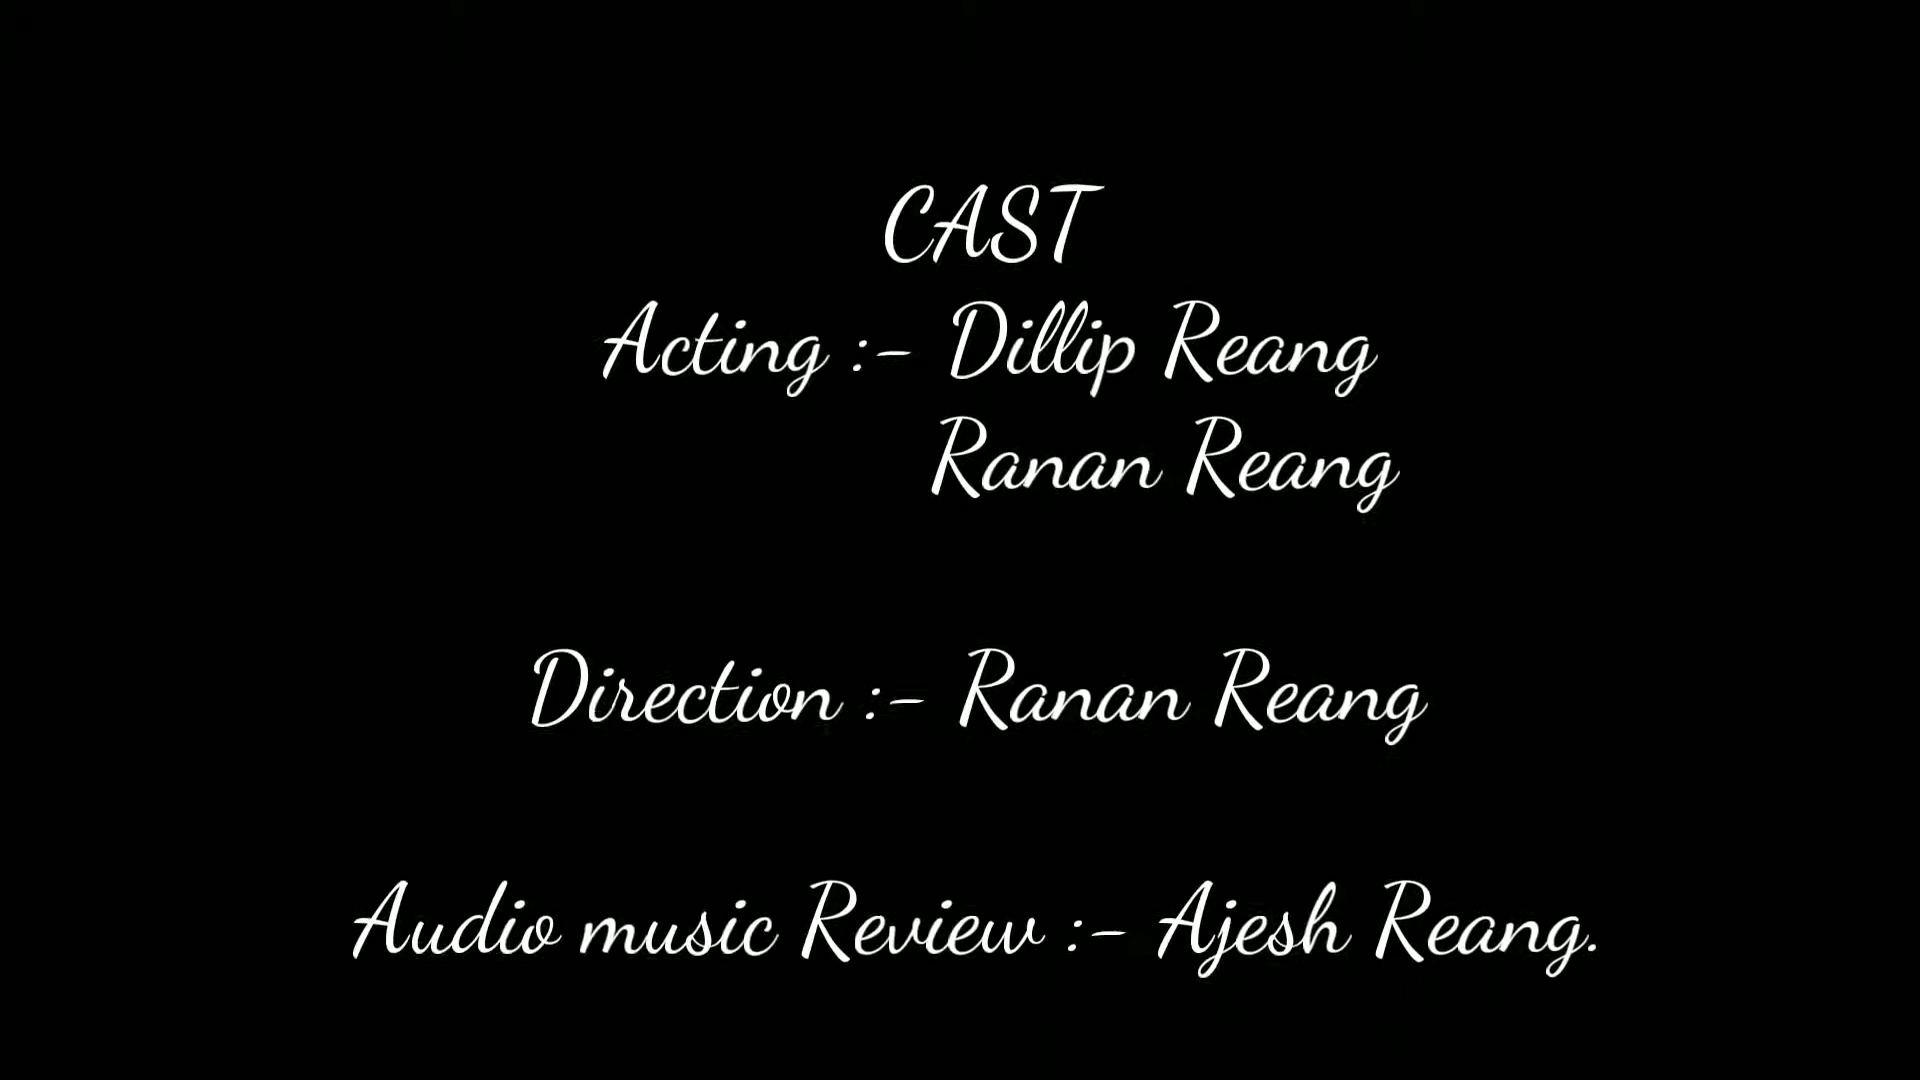 CAST
Acting :- Dillip Reang
Ranan Reang
Direction :- Ranan Reang
Audio music Review :- Ajesh Reang.